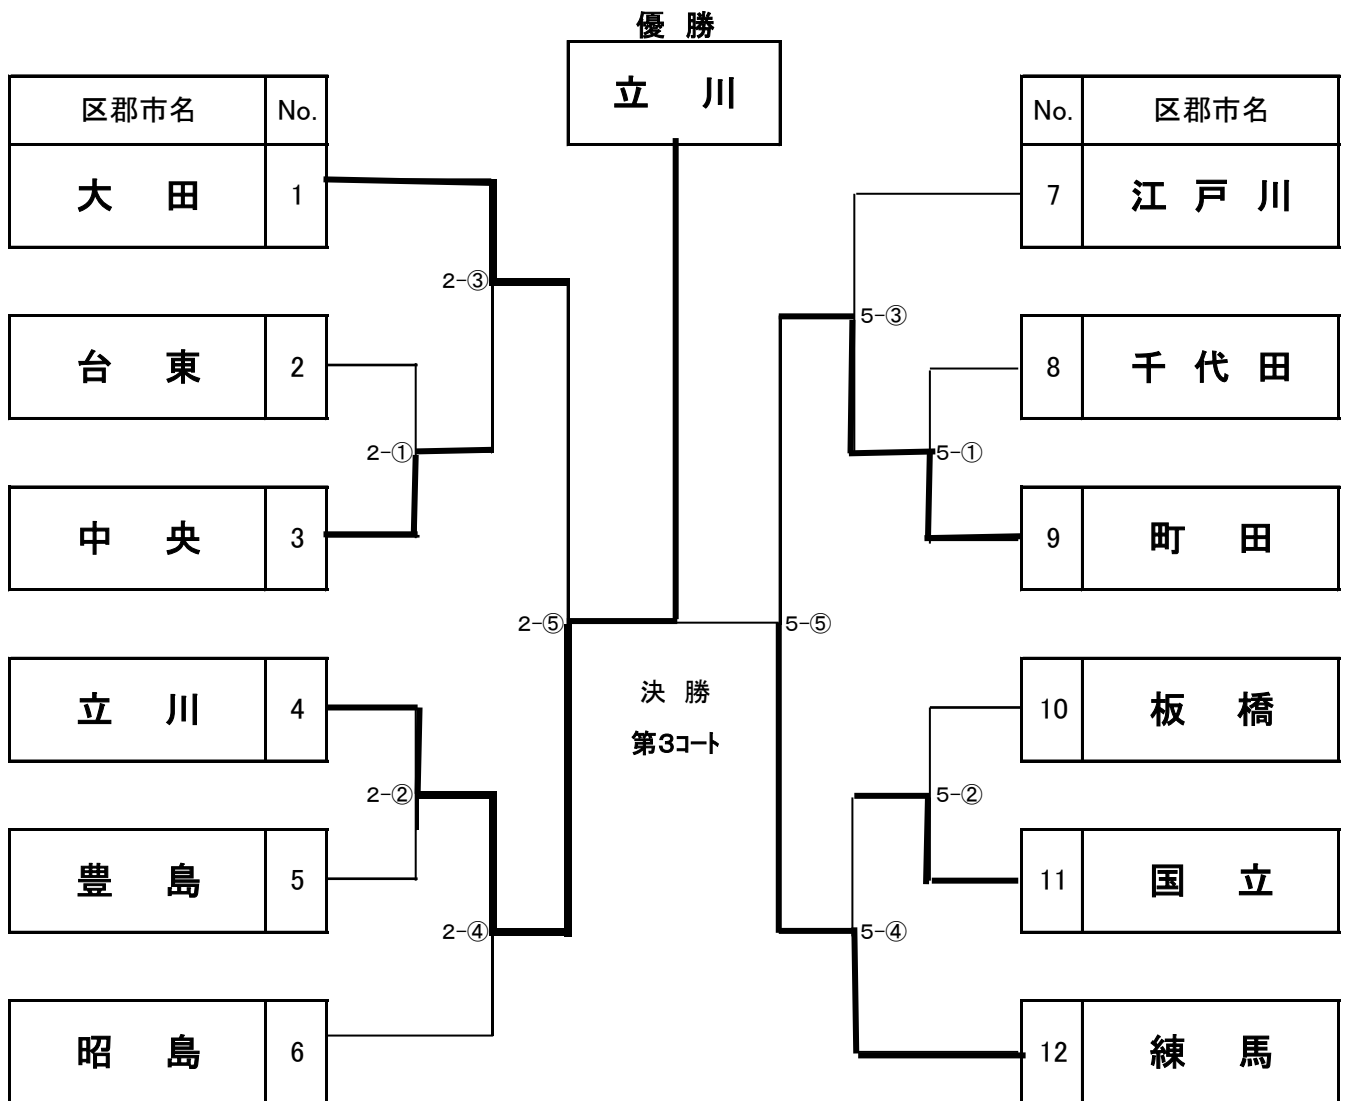 優 勝
立 川
区郡市名 No.
大 田 1
2-③
台 東 2
2-①
中 央 3
2-⑤
立 川 4
2-②
豊 島 5
2-④
昭 島 6
決 勝
第3コート
No. 区郡市名
7 江 戸 川
5-③
8 千 代 田
5-①
9 町 田
5-⑤
10 板 橋
5-②
11 国 立
5-④
12 練 馬